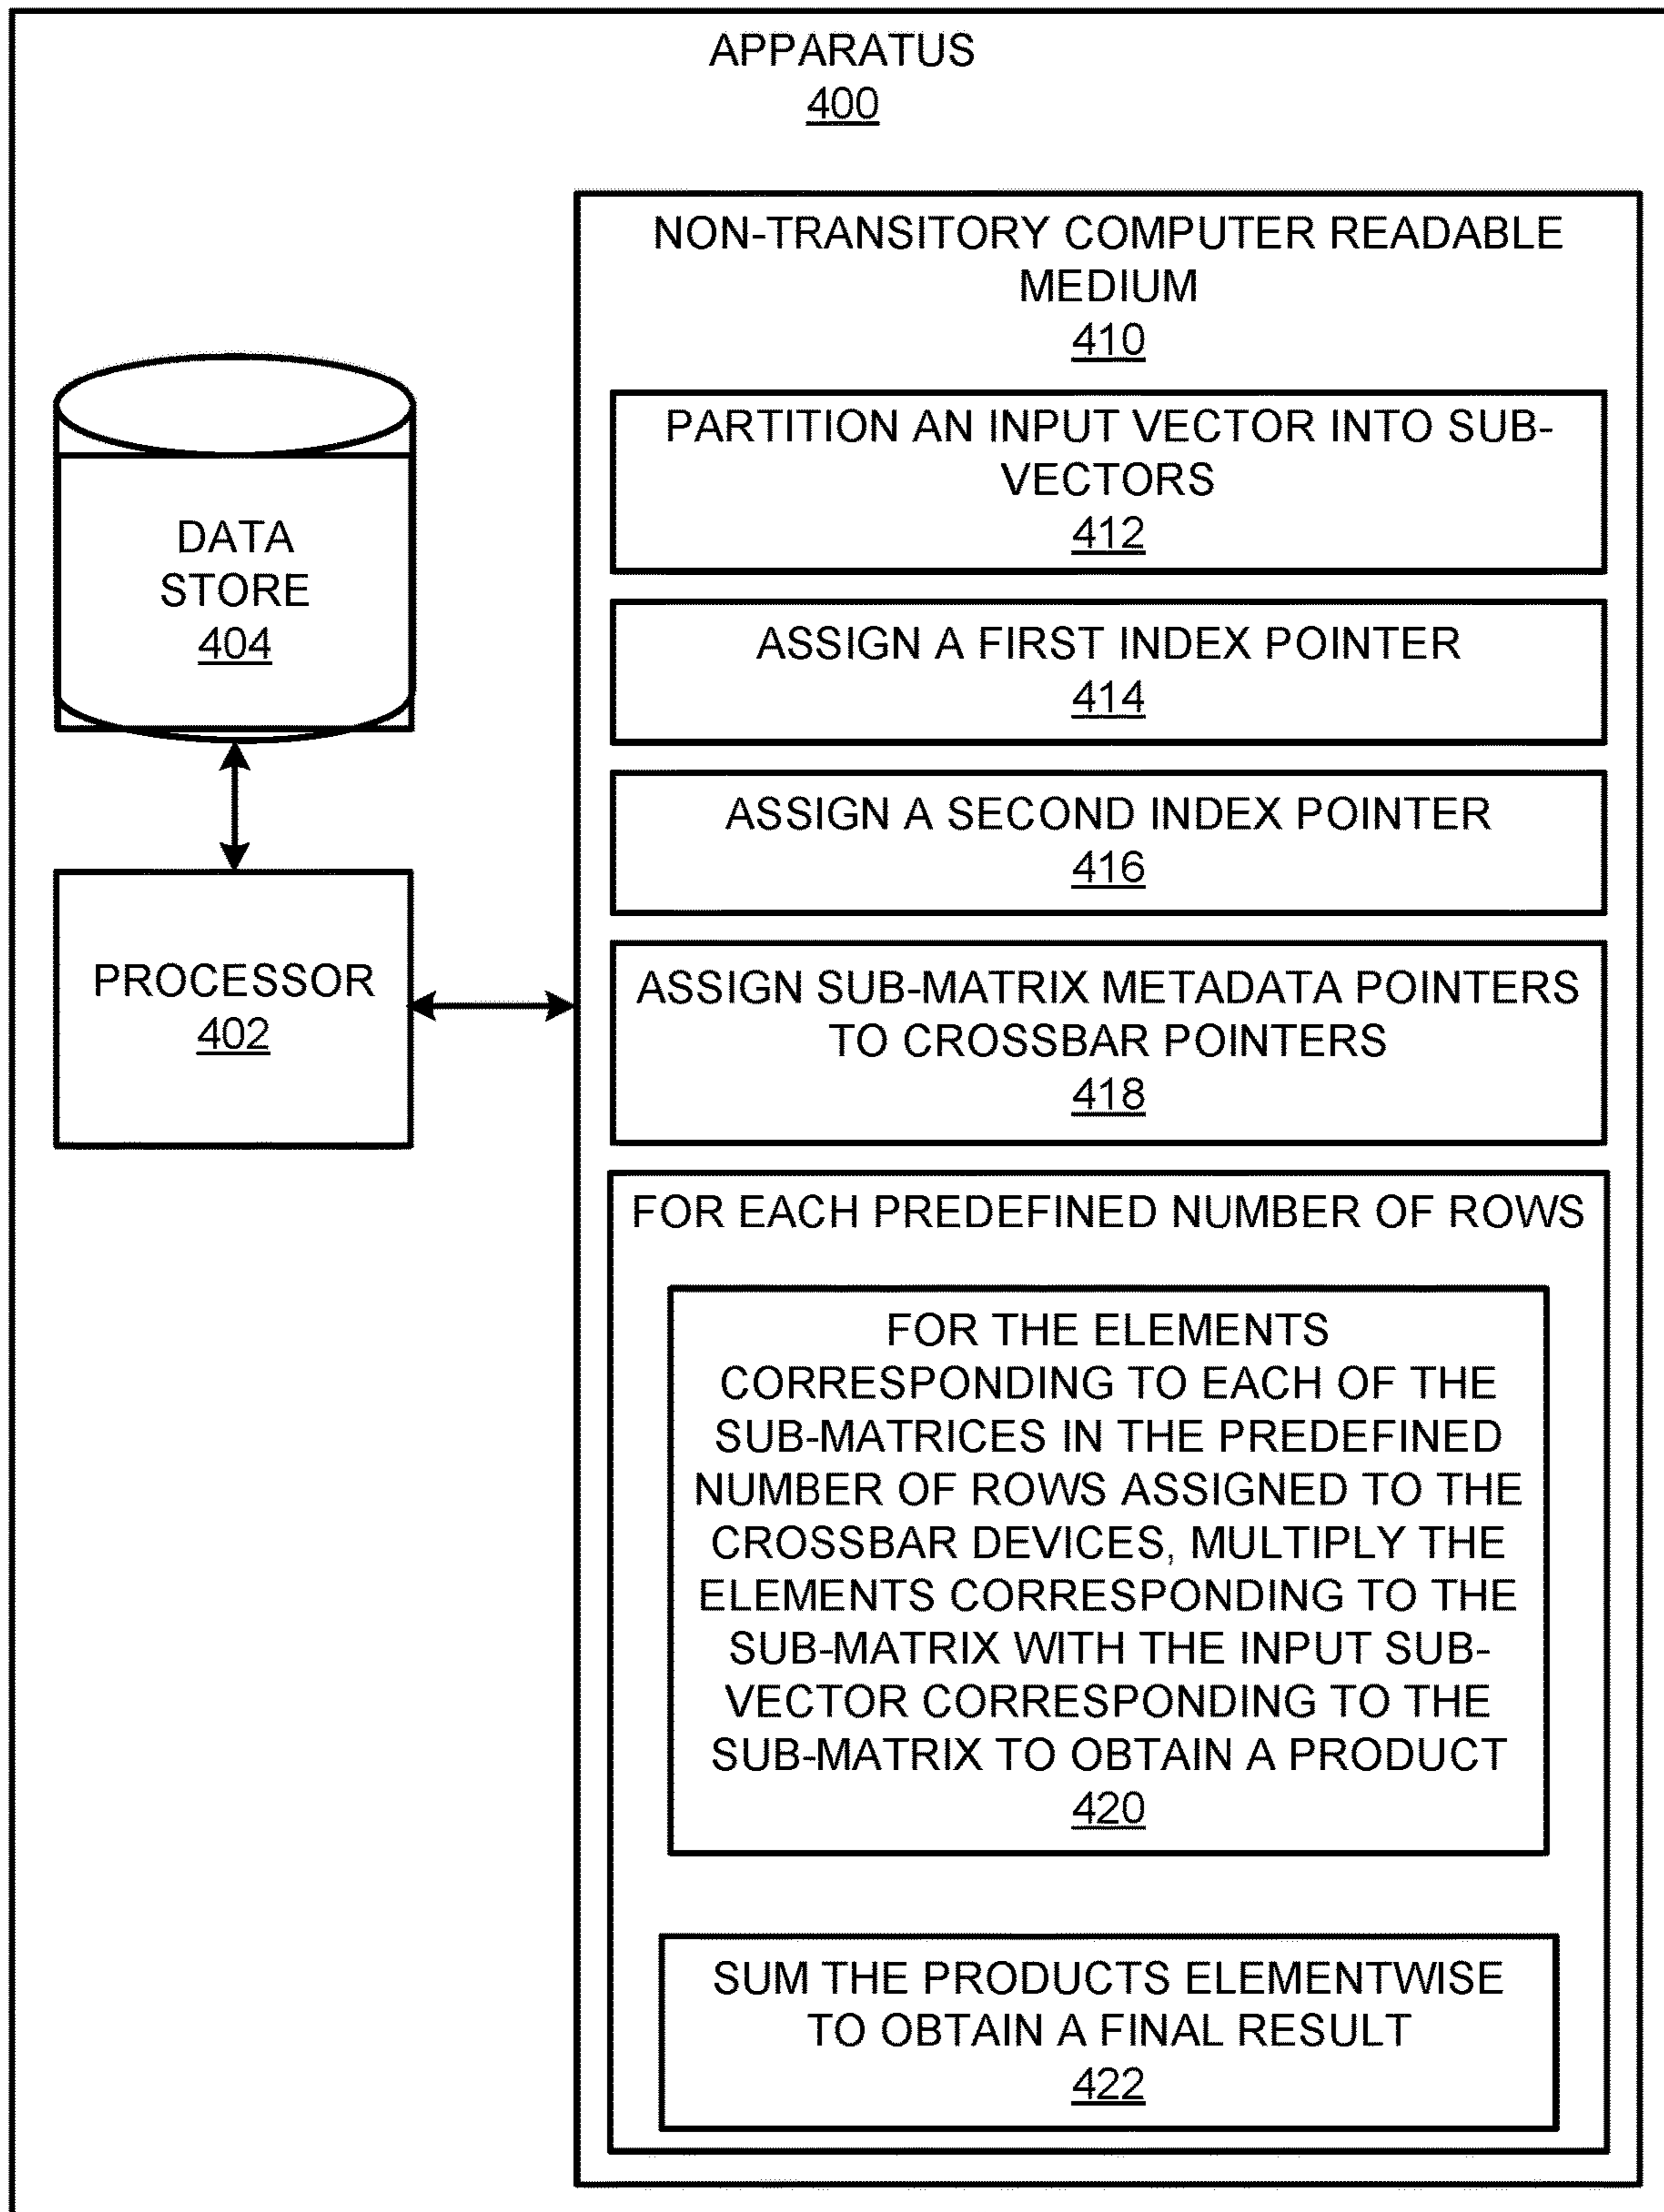 APPARATUS
400
NON-TRANSITORY COMPUTER READABLE
MEDIUM
410
PARTITION AN INPUT VECTOR INTO SUB-
VECTORS
412
DATA
STORE
404
ASSIGN A FIRST INDEX POINTER
414
ASSIGN A SECOND INDEX POINTER
416
PROCESSOR
402
ASSIGN SUB-MATRIX METADATA POINTERS
TO CROSSBAR POINTERS
418
FOR EACH PREDEFINED NUMBER OF ROWS
FOR THE ELEMENTS
CORRESPONDING TO EACH OF THE
SUB-MATRICES IN THE PREDEFINED
NUMBER OF ROWS ASSIGNED TO THE
CROSSBAR DEVICES, MULTIPLY THE
ELEMENTS CORRESPONDING TO THE
SUB-MATRIX WITH THE INPUT SUB-
VECTOR CORRESPONDING TO THE
SUB-MATRIX TO OBTAIN A PRODUCT
420
SUM THE PRODUCTS ELEMENTWISE
TO OBTAIN A FINAL RESULT
422